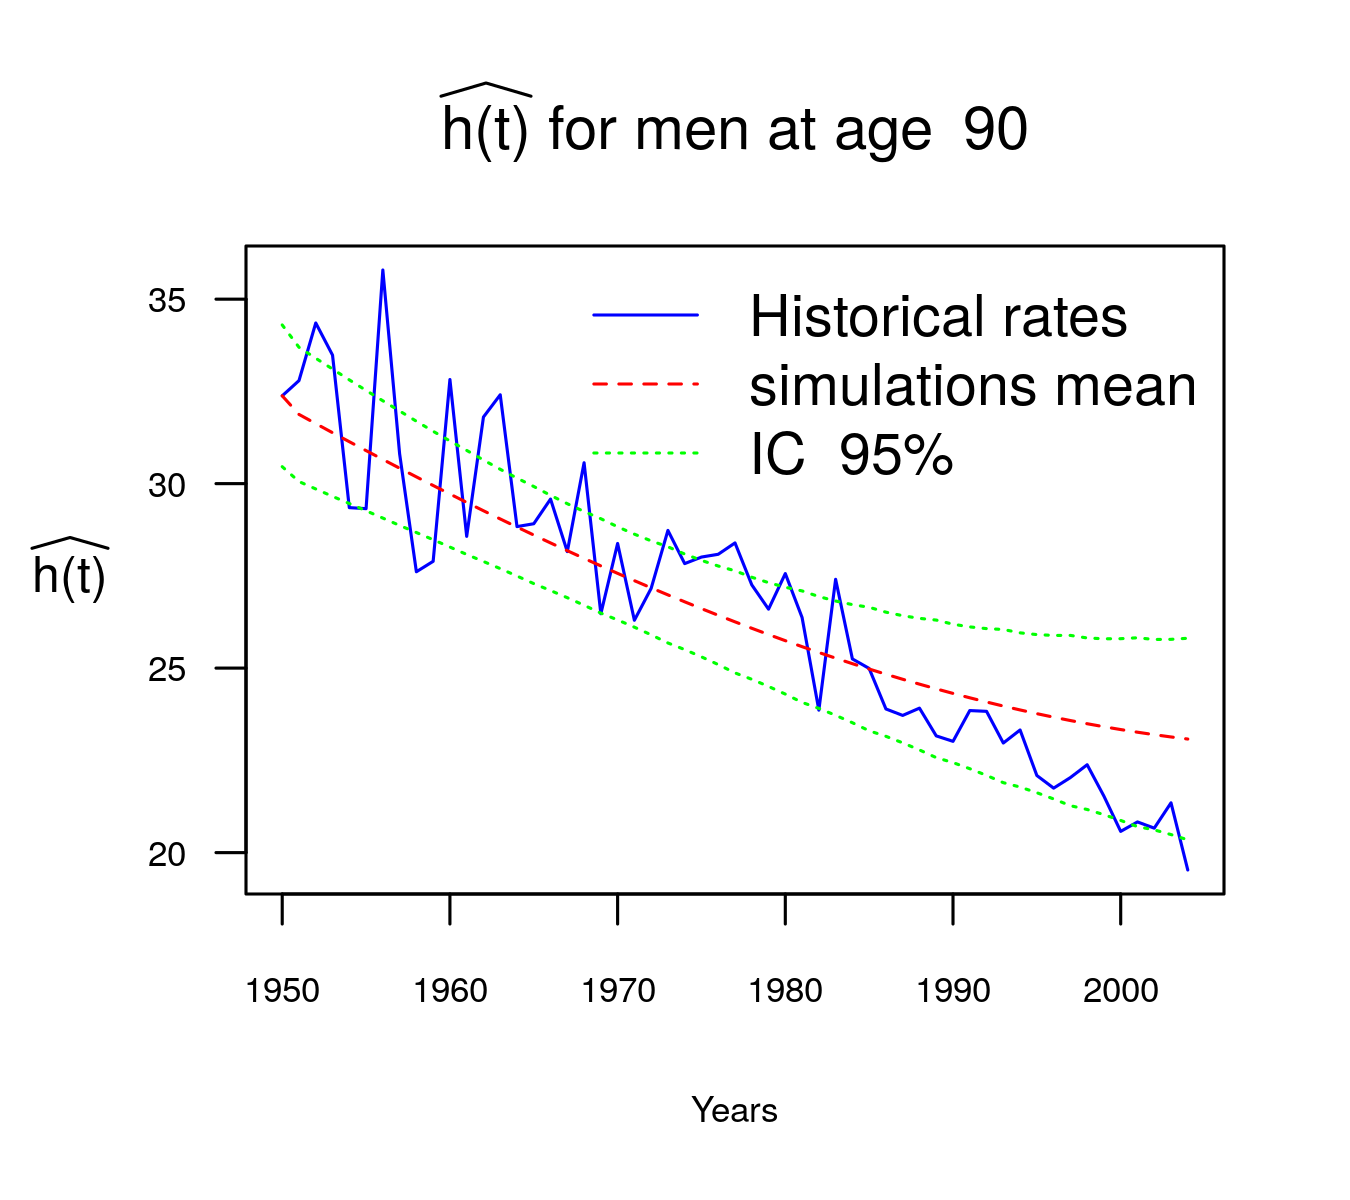 h(t) for men at age 90
35
30
25
20
h(t)
Historical rates
simulations mean
IC 95%
1950 1960 1970 1980 1990 2000
Years